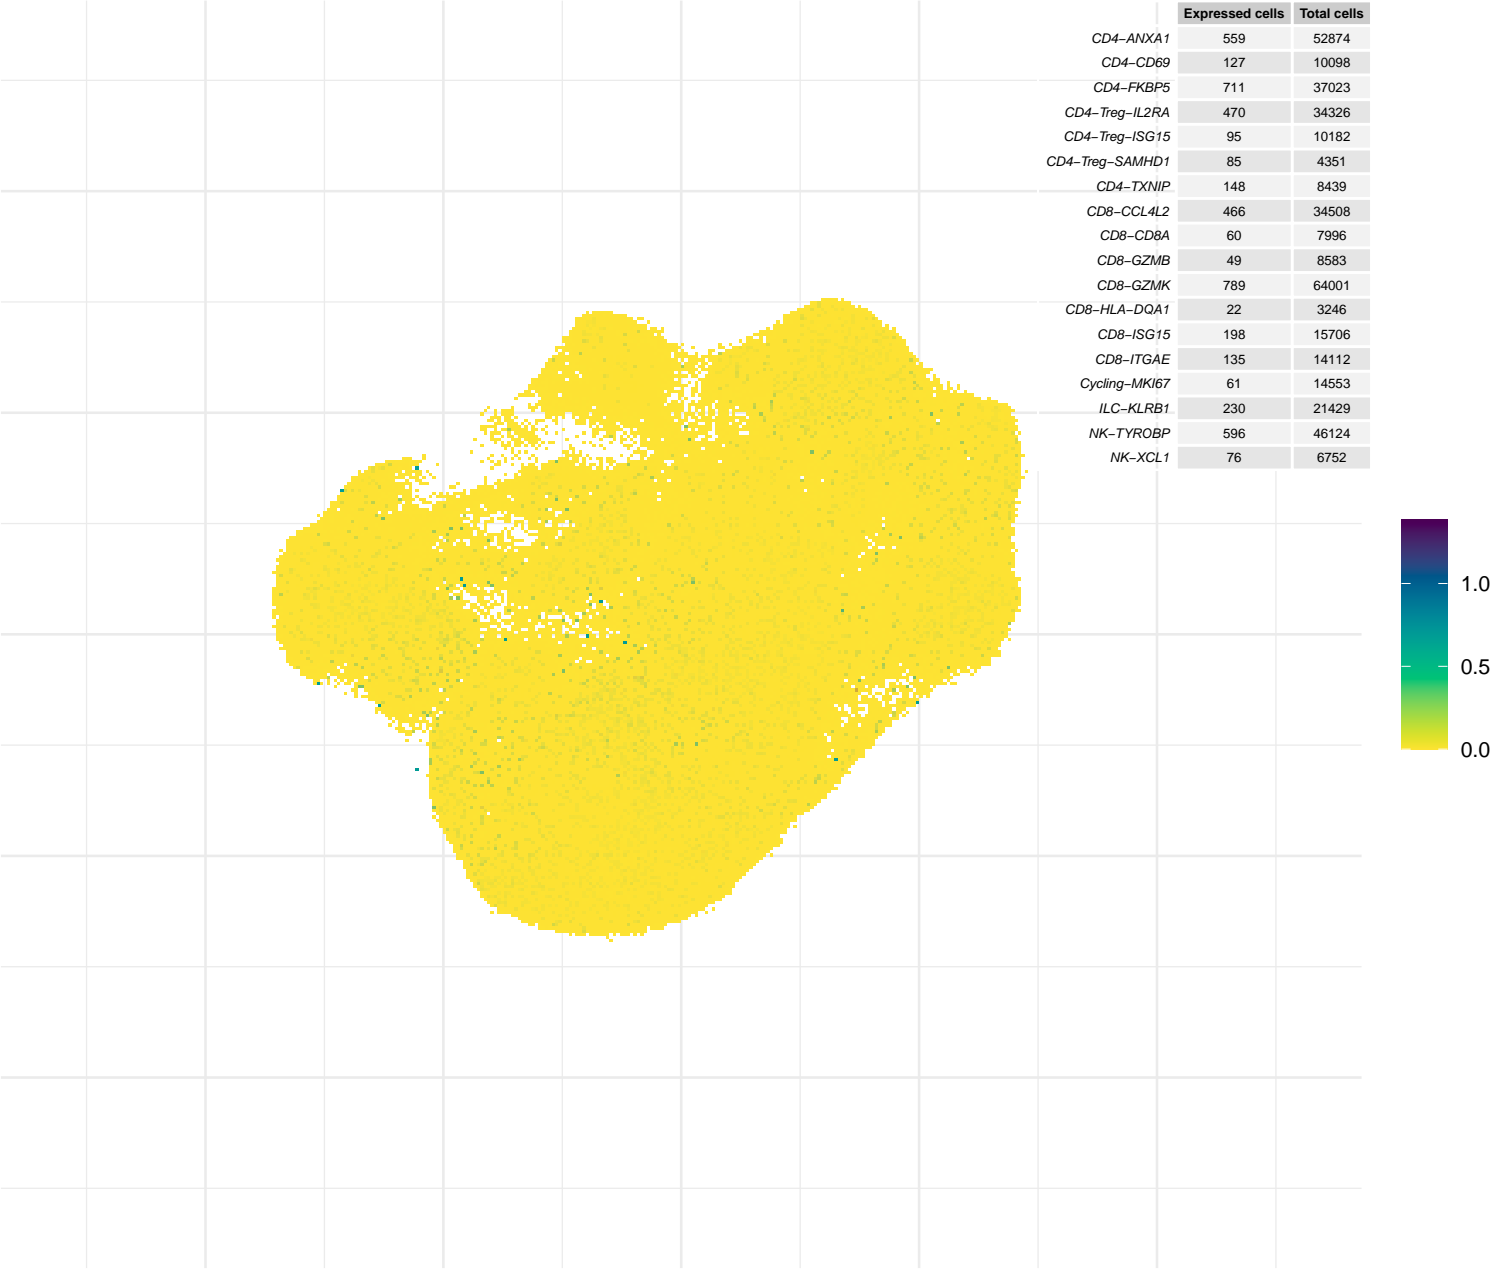 Expressed cells Total cells
CD4−ANXA1 559 52874
CD4−CD69 127 10098
CD4−FKBP5 711 37023
CD4−Treg−IL2RA 470 34326
CD4−Treg−ISG15 95 10182
CD4−Treg−SAMHD1 85 4351
CD4−TXNIP 148 8439
CD8−CCL4L2 466 34508
CD8−CD8A 60 7996
CD8−GZMB 49 8583
CD8−GZMK 789 64001
CD8−HLA−DQA1 22 3246
CD8−ISG15 198 15706
CD8−ITGAE 135 14112
Cycling−MKI67 61 14553
ILC−KLRB1 230 21429
NK−TYROBP 596 46124
NK−XCL1 76 6752
1.0
0.5
0.0